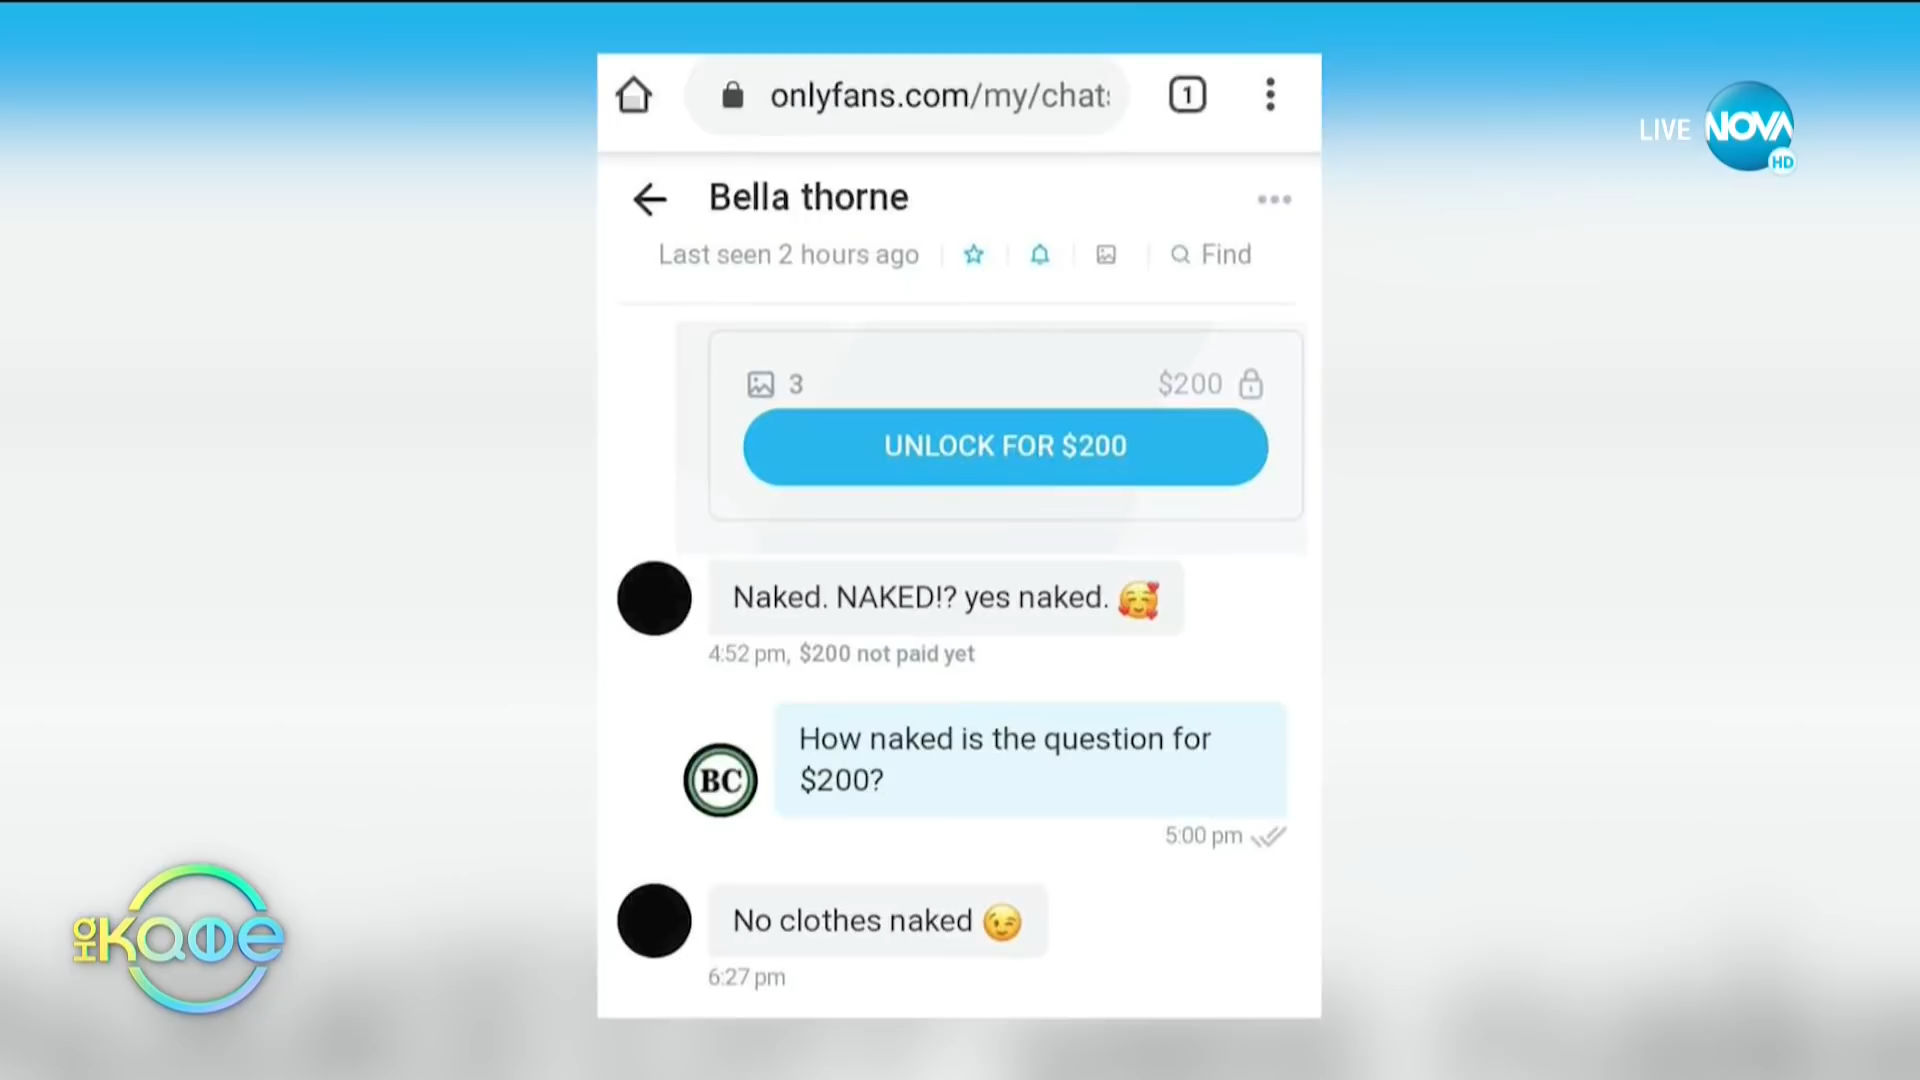 onlyfans.com/my/chat
1
LIVE NOVA
HD
Bella thorne
Last seen 2 hours ago
Find
3
$200
UNLOCK FOR $200
Naked. NAKED!? yes naked. 🥰
4:52 pm, $200 not paid yet
How naked is the question for
$200?
BC
5:00 pm
No clothes naked 😉
6:27 pm
на кафе